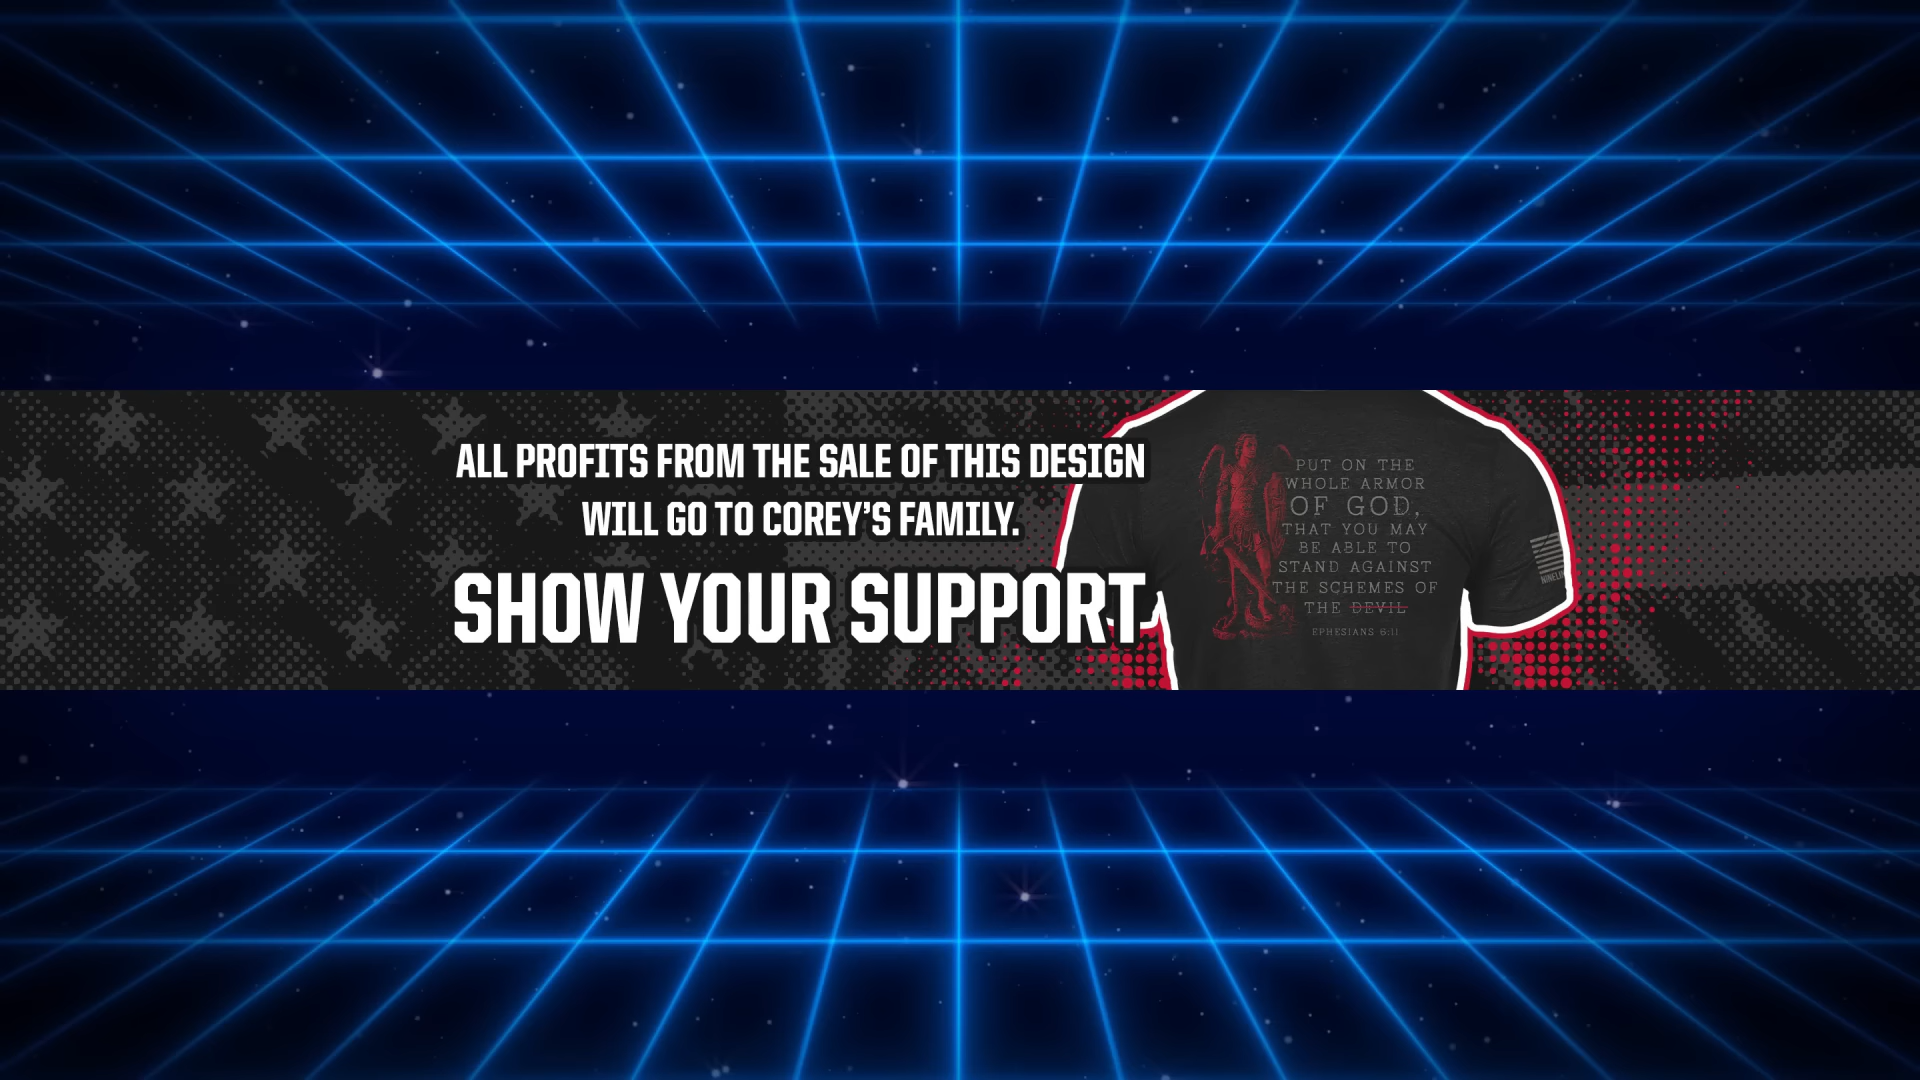 ALL PROFITS FROM THE SALE OF THIS DESIGN
WILL GO TO COREY'S FAMILY.
SHOW YOUR SUPPORT
PUT ON THE
WHOLE ARMOR
OF GOD,
THAT YOU MAY
BE ABLE TO
STAND AGAINST
THE SCHEMES OF
THE DEVIL
EPHESIANS 6:11